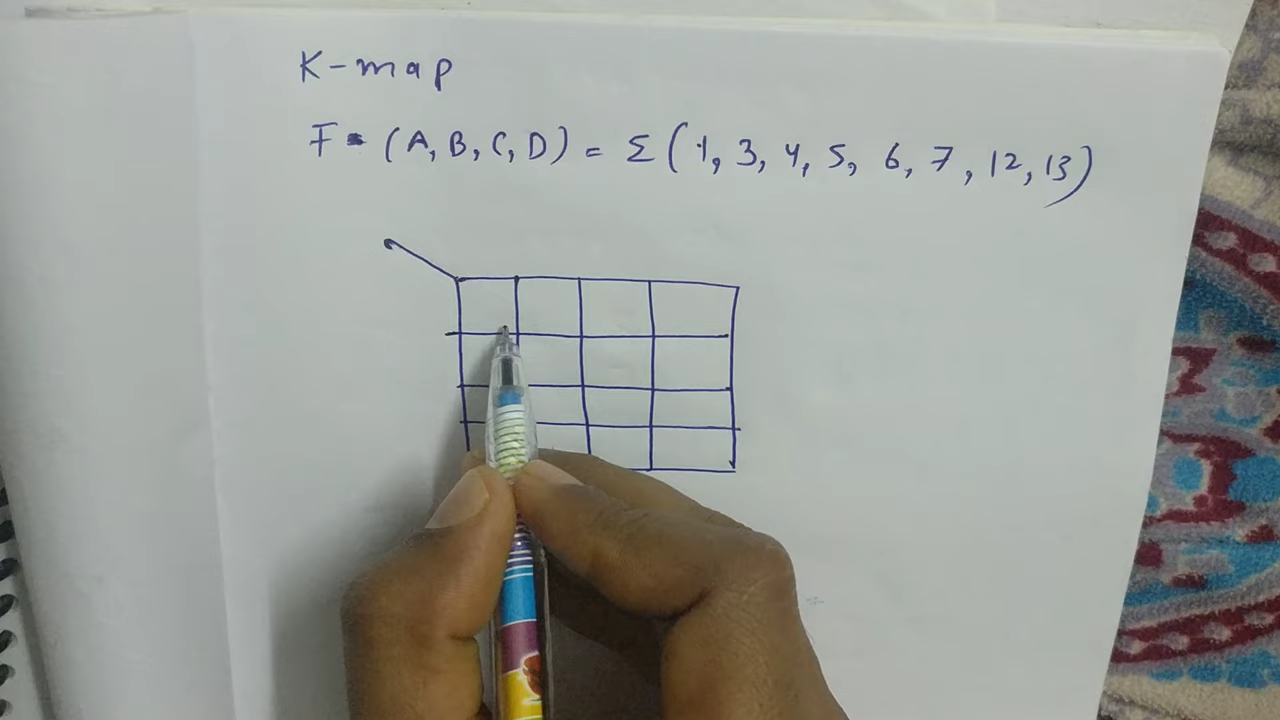 K-map
F (A, B, C, D) = Σ ( 1, 3, 4, 5, 6, 7, 12, 13)